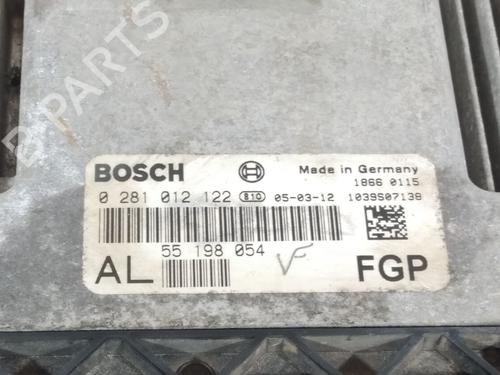 B PARTS
BOSCH Made in Germany
1866 0115
0 281 012 122 810 05-03-12 1039S07139
55 198 054
AL FGP